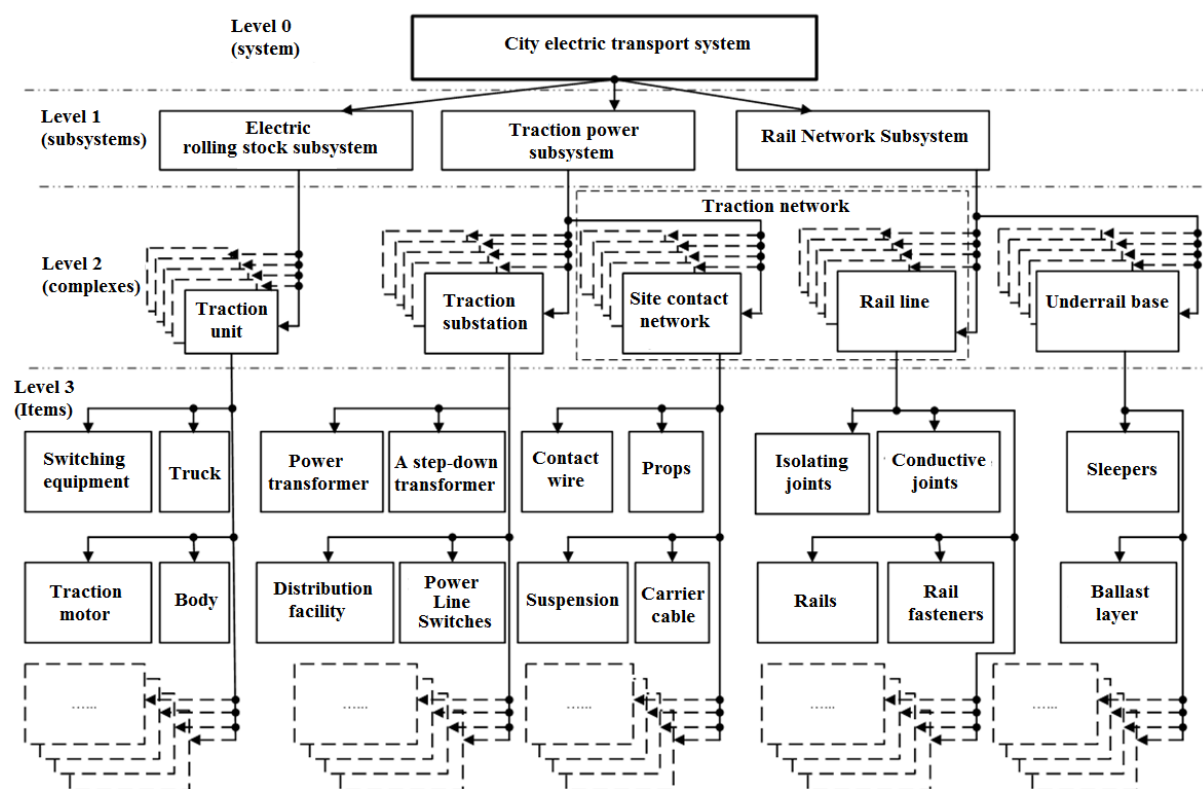 Level 0
(system)
City electric transport system
Level 1
(subsystems)
Electric
rolling stock subsystem
Traction power
subsystem
Rail Network Subsystem
Traction network
Level 2
(complexes)
Traction
unit
Traction
substation
Site contact
network
Rail line
Underrail base
Level 3
(Items)
Switching
equipment
Truck
Power
transformer
A step-down
transformer
Contact
wire
Props
Isolating
joints
Conductive
joints
Sleepers
Traction
motor
Body
Distribution
facility
Power
Line
Switches
Suspension
Carrier
cable
Rails
Rail
fasteners
Ballast
layer
......
......
......
......
......